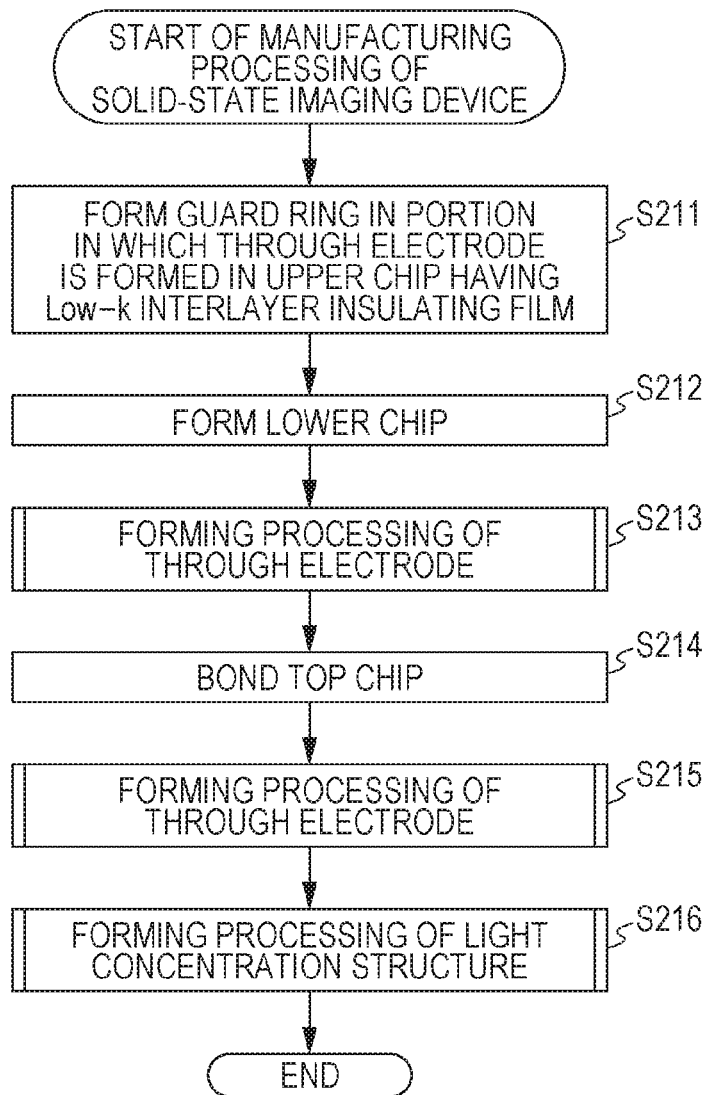 START OF MANUFACTURING
PROCESSING OF
SOLID-STATE IMAGING DEVICE
FORM GUARD RING IN PORTION
IN WHICH THROUGH ELECTRODE
IS FORMED IN UPPER CHIP HAVING
Low-k INTERLAYER INSULATING FILM
S211
FORM LOWER CHIP
S212
FORMING PROCESSING OF
THROUGH ELECTRODE
S213
BOND TOP CHIP
S214
FORMING PROCESSING OF
THROUGH ELECTRODE
S215
FORMING PROCESSING OF LIGHT
CONCENTRATION STRUCTURE
S216
END